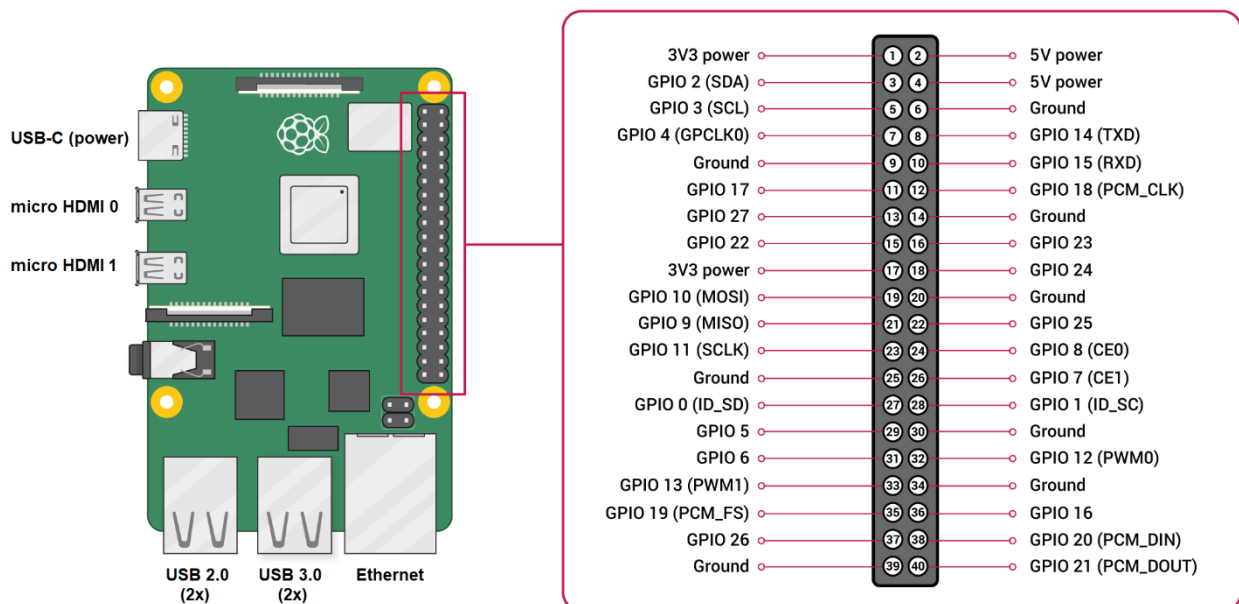 USB-C (power)
micro HDMI 0
micro HDMI 1
USB 2.0
(2x)
USB 3.0
(2x)
Ethernet
3V3 power 1 2 5V power
GPIO 2 (SDA) 3 4 5V power
GPIO 3 (SCL) 5 6 Ground
GPIO 4 (GPCLK0) 7 8 GPIO 14 (TXD)
Ground 9 10 GPIO 15 (RXD)
GPIO 17 11 12 GPIO 18 (PCM_CLK)
GPIO 27 13 14 Ground
GPIO 22 15 16 GPIO 23
3V3 power 17 18 GPIO 24
GPIO 10 (MOSI) 19 20 Ground
GPIO 9 (MISO) 21 22 GPIO 25
GPIO 11 (SCLK) 23 24 GPIO 8 (CE0)
Ground 25 26 GPIO 7 (CE1)
GPIO 0 (ID_SD) 27 28 GPIO 1 (ID_SC)
GPIO 5 29 30 Ground
GPIO 6 31 32 GPIO 12 (PWM0)
GPIO 13 (PWM1) 33 34 Ground
GPIO 19 (PCM_FS) 35 36 GPIO 16
GPIO 26 37 38 GPIO 20 (PCM_DIN)
Ground 39 40 GPIO 21 (PCM_DOUT)